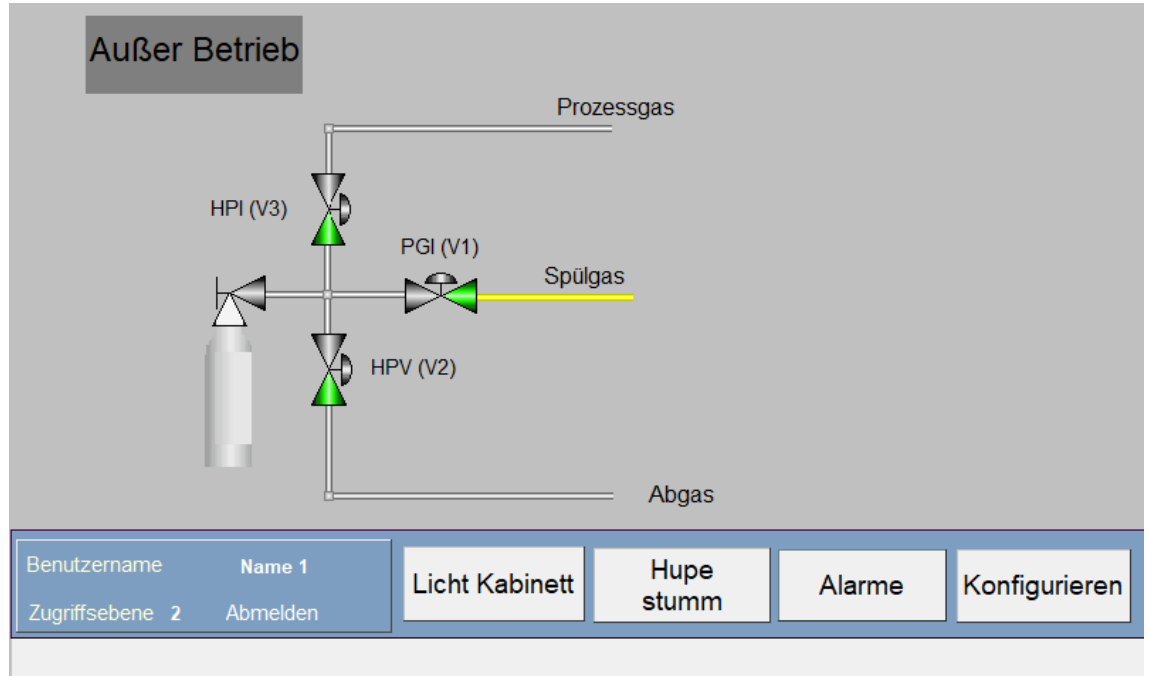 Außer Betrieb
Prozessgas
HPI (V3)
PGI (V1)
Spülgas
HPV (V2)
Abgas
Benutzername Name 1
Zugriffsebene 2 Abmelden
Licht Kabinett
Hupe
stumm
Alarme
Konfigurieren